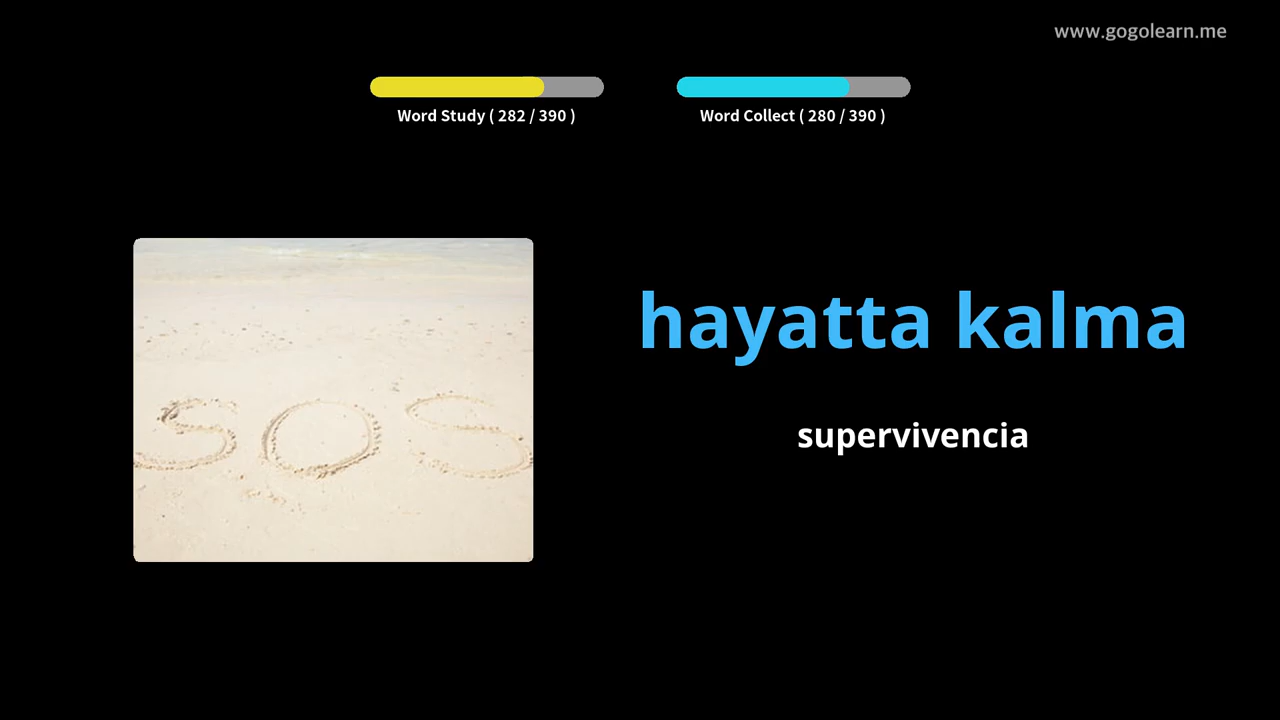 www.gogolearn.me
Word Study ( 282 / 390 )
Word Collect ( 280 / 390 )
SOS
hayatta kalma
supervivencia